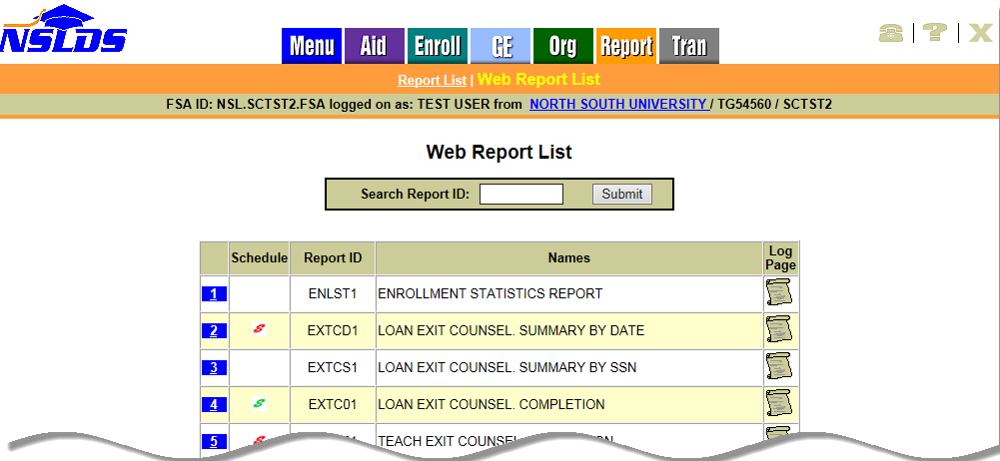 NSLDS
Menu Aid Enroll GE Org Report Tran ? X
Report List | Web Report List
FSA ID: NSL.SCTST2.FSA logged on as: TEST USER from NORTH SOUTH UNIVERSITY / TG54560 / SCTST2
Web Report List
Search Report ID: Submit
Schedule Report ID Names Log Page
1 ENLST1 ENROLLMENT STATISTICS REPORT
2 S EXTCD1 LOAN EXIT COUNSEL. SUMMARY BY DATE
3 EXTCS1 LOAN EXIT COUNSEL. SUMMARY BY SSN
4 S EXTC01 LOAN EXIT COUNSEL. COMPLETION
5 S TEACH EXIT COUNSEL